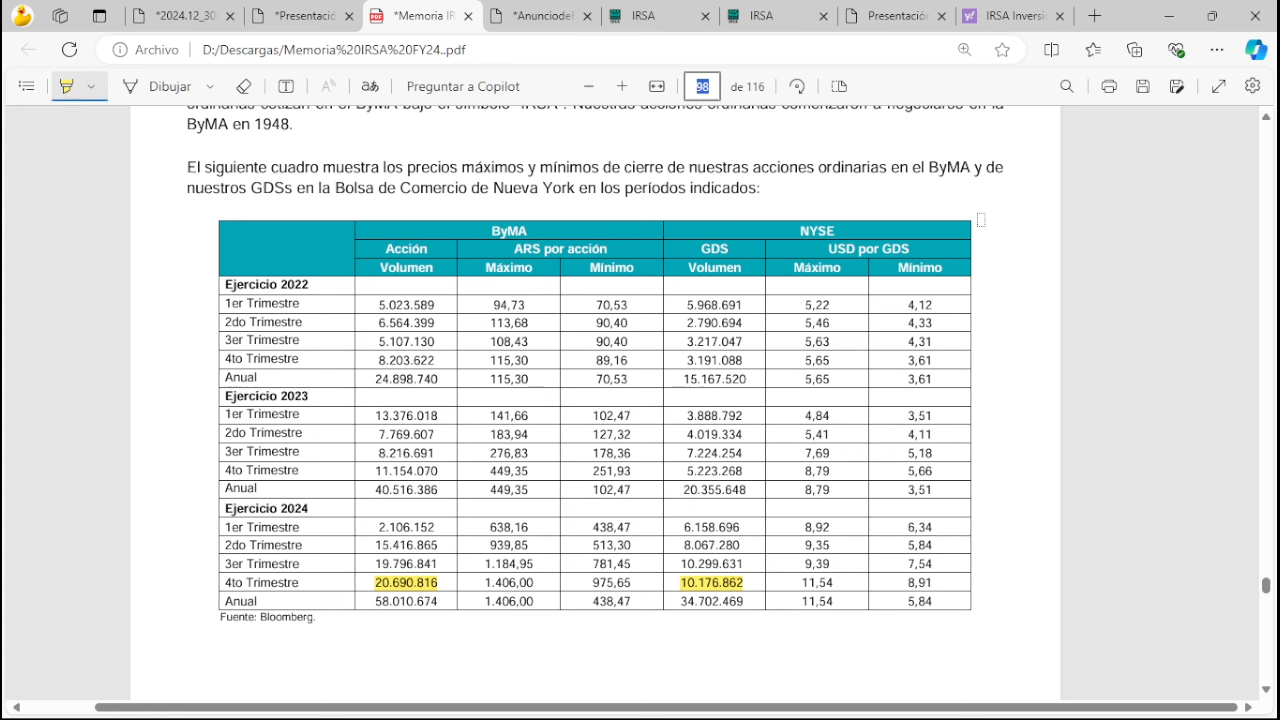 *2024.12_30
*Presentació
*Memoria IR
*AnunciodeF
IRSA
IRSA
Presentación
IRSA Inversi
Archivo D:/Descargas/Memoria%20IRSA%20FY24..pdf
Dibujar
Preguntar a Copilot
98 de 116
ByMA en 1948.
El siguiente cuadro muestra los precios máximos y mínimos de cierre de nuestras acciones ordinarias en el ByMA y de
nuestros GDSs en la Bolsa de Comercio de Nueva York en los períodos indicados:
ByMA NYSE
Acción ARS por acción GDS USD por GDS
Volumen Máximo Mínimo Volumen Máximo Mínimo
Ejercicio 2022
1er Trimestre 5.023.589 94,73 70,53 5.968.691 5,22 4,12
2do Trimestre 6.564.399 113,68 90,40 2.790.694 5,46 4,33
3er Trimestre 5.107.130 108,43 90,40 3.217.047 5,63 4,31
4to Trimestre 8.203.622 115,30 89,16 3.191.088 5,65 3,61
Anual 24.898.740 115,30 70,53 15.167.520 5,65 3,61
Ejercicio 2023
1er Trimestre 13.376.018 141,66 102,47 3.888.792 4,84 3,51
2do Trimestre 7.769.607 183,94 127,32 4.019.334 5,41 4,11
3er Trimestre 8.216.691 276,83 178,36 7.224.254 7,69 5,18
4to Trimestre 11.154.070 449,35 251,93 5.223.268 8,79 5,66
Anual 40.516.386 449,35 102,47 20.355.648 8,79 3,51
Ejercicio 2024
1er Trimestre 2.106.152 638,16 438,47 6.158.696 8,92 6,34
2do Trimestre 15.416.865 939,85 513,30 8.067.280 9,35 5,84
3er Trimestre 19.796.841 1.184,95 781,45 10.299.631 9,39 7,54
4to Trimestre 20.690.816 1.406,00 975,65 10.176.862 11,54 8,91
Anual 58.010.674 1.406,00 438,47 34.702.469 11,54 5,84
Fuente: Bloomberg.